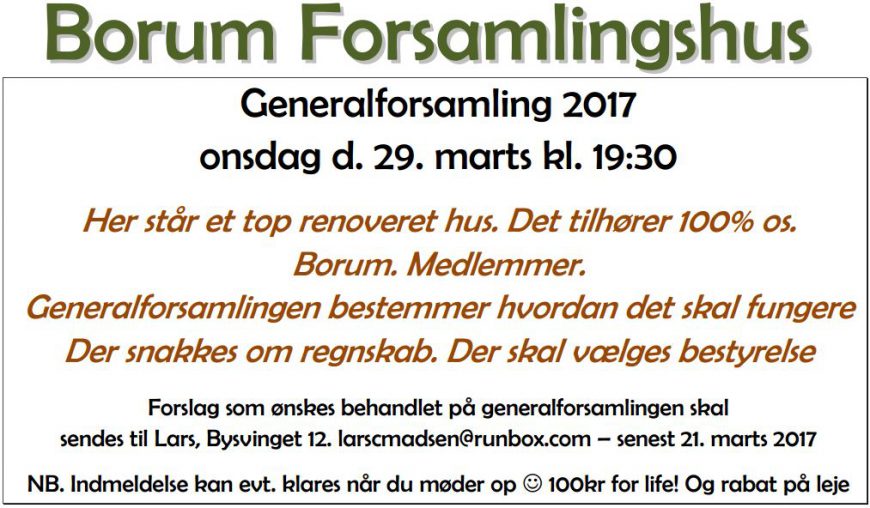 Borum Forsamlingshus
Generalforsamling 2017
onsdag d. 29. marts kl. 19:30
Her står et top renoveret hus. Det tilhører 100% os.
Borum. Medlemmer.
Generalforsamlingen bestemmer hvordan det skal fungere
Der snakkes om regnskab. Der skal vælges bestyrelse
Forslag som ønskes behandlet på generalforsamlingen skal
sendes til Lars, Bysvinget 12. larscmadsen@runbox.com – senest 21. marts 2017
NB. Indmeldelse kan evt. klares når du møder op ☺ 100kr for life! Og rabat på leje